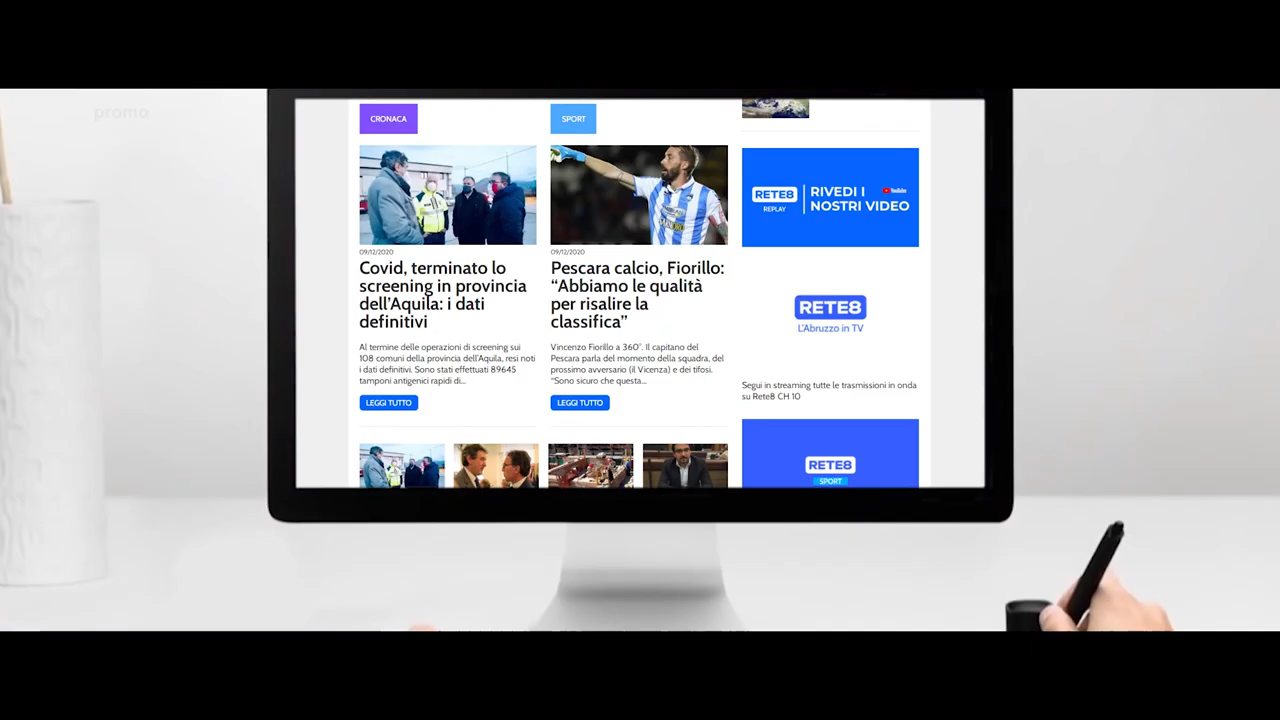 promo
CRONACA
SPORT
09/12/2020
Covid, terminato lo
screening in provincia
dell'Aquila: i dati
definitivi
Al termine delle operazioni di screening sui
108 comuni della provincia dell'Aquila, resi noti
i dati definitivi. Sono stati effettuati 89645
tamponi antigenici rapidi di...
LEGGI TUTTO
09/12/2020
Pescara calcio, Fiorillo:
“Abbiamo le qualità
per risalire la
classifica”
Vincenzo Fiorillo a 360°. Il capitano del
Pescara parla del momento della squadra, del
prossimo avversario (il Vicenza) e dei tifosi.
“Sono sicuro che questa...
LEGGI TUTTO
RETE8
REPLAY
RIVEDI I
NOSTRI VIDEO
YouTube
RETE8
L'Abruzzo in TV
Segui in streaming tutte le trasmissioni in onda
su Rete8 CH 10
RETE8
SPORT